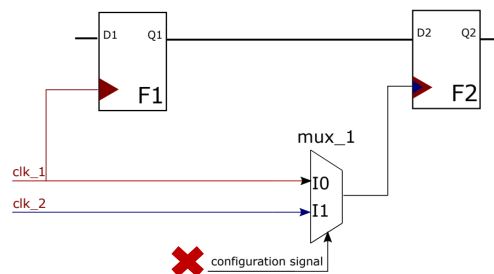 D1 Q1
F1
D2 Q2
F2
mux_1
clk_1
I0
clk_2
I1
configuration signal